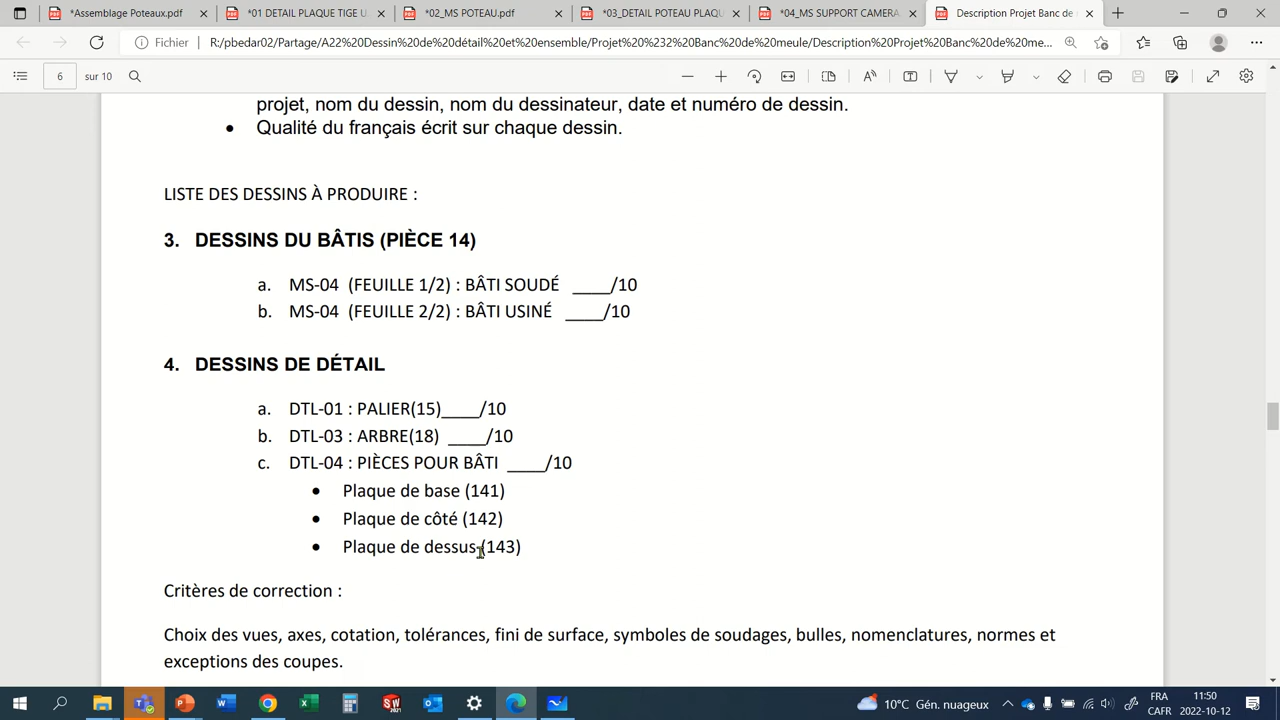 *Assemblage Poteaux.pdf
*01 DETAIL PLAQUE TIGE U
*02_MS POTEAU.pdf
*03_DETAIL POTEAU PLAQU
*04_MS SUPPORT CAMERA
Description Projet Banc de
Fichier
R:/pbedar02/Partage/A22%20Dessin%20de%20détail%20et%20ensemble/Projet%20%232%20Banc%20de%20meule/Description%20Projet%20Banc%20de%20me...
6 sur 10
projet, nom du dessin, nom du dessinateur, date et numéro de dessin.
• Qualité du français écrit sur chaque dessin.
LISTE DES DESSINS À PRODUIRE :
3. DESSINS DU BÂTIS (PIÈCE 14)
a. MS-04 (FEUILLE 1/2) : BÂTI SOUDÉ ____/10
b. MS-04 (FEUILLE 2/2) : BÂTI USINÉ ____/10
4. DESSINS DE DÉTAIL
a. DTL-01 : PALIER(15)____/10
b. DTL-03 : ARBRE(18) ____/10
c. DTL-04 : PIÈCES POUR BÂTI ____/10
• Plaque de base (141)
• Plaque de côté (142)
• Plaque de dessus (143)
Critères de correction :
Choix des vues, axes, cotation, tolérances, fini de surface, symboles de soudages, bulles, nomenclatures, normes et
exceptions des coupes.
10°C Gén. nuageux
FRA
CAFR
11:50
2022-10-12